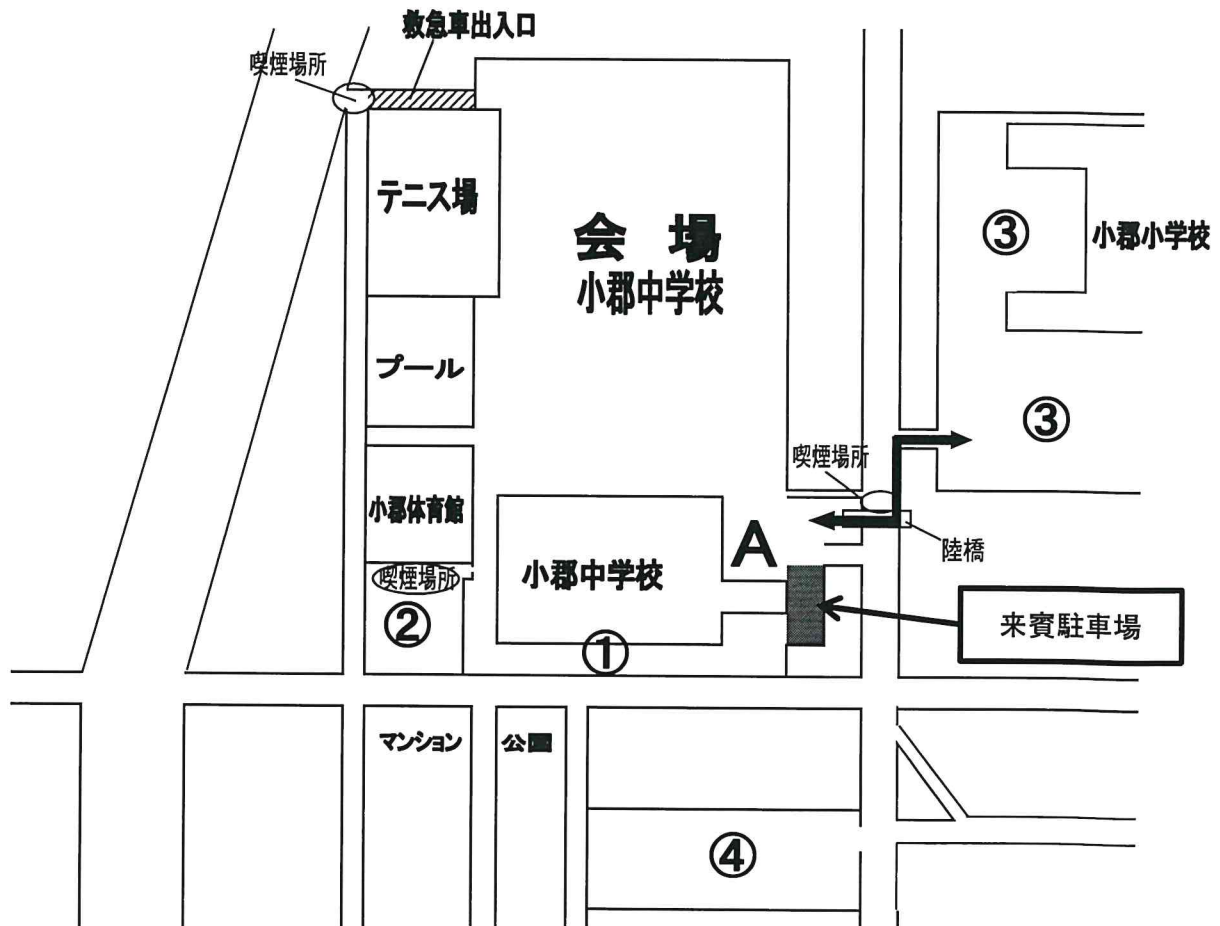 救急車出入口
喫煙場所
テニス場
会 場
小郡中学校
③
小郡小学校
プール
③
喫煙場所
小郡体育館
A
陸橋
小郡中学校
喫煙場所
②
①
来賓駐車場
マンション
公園
④